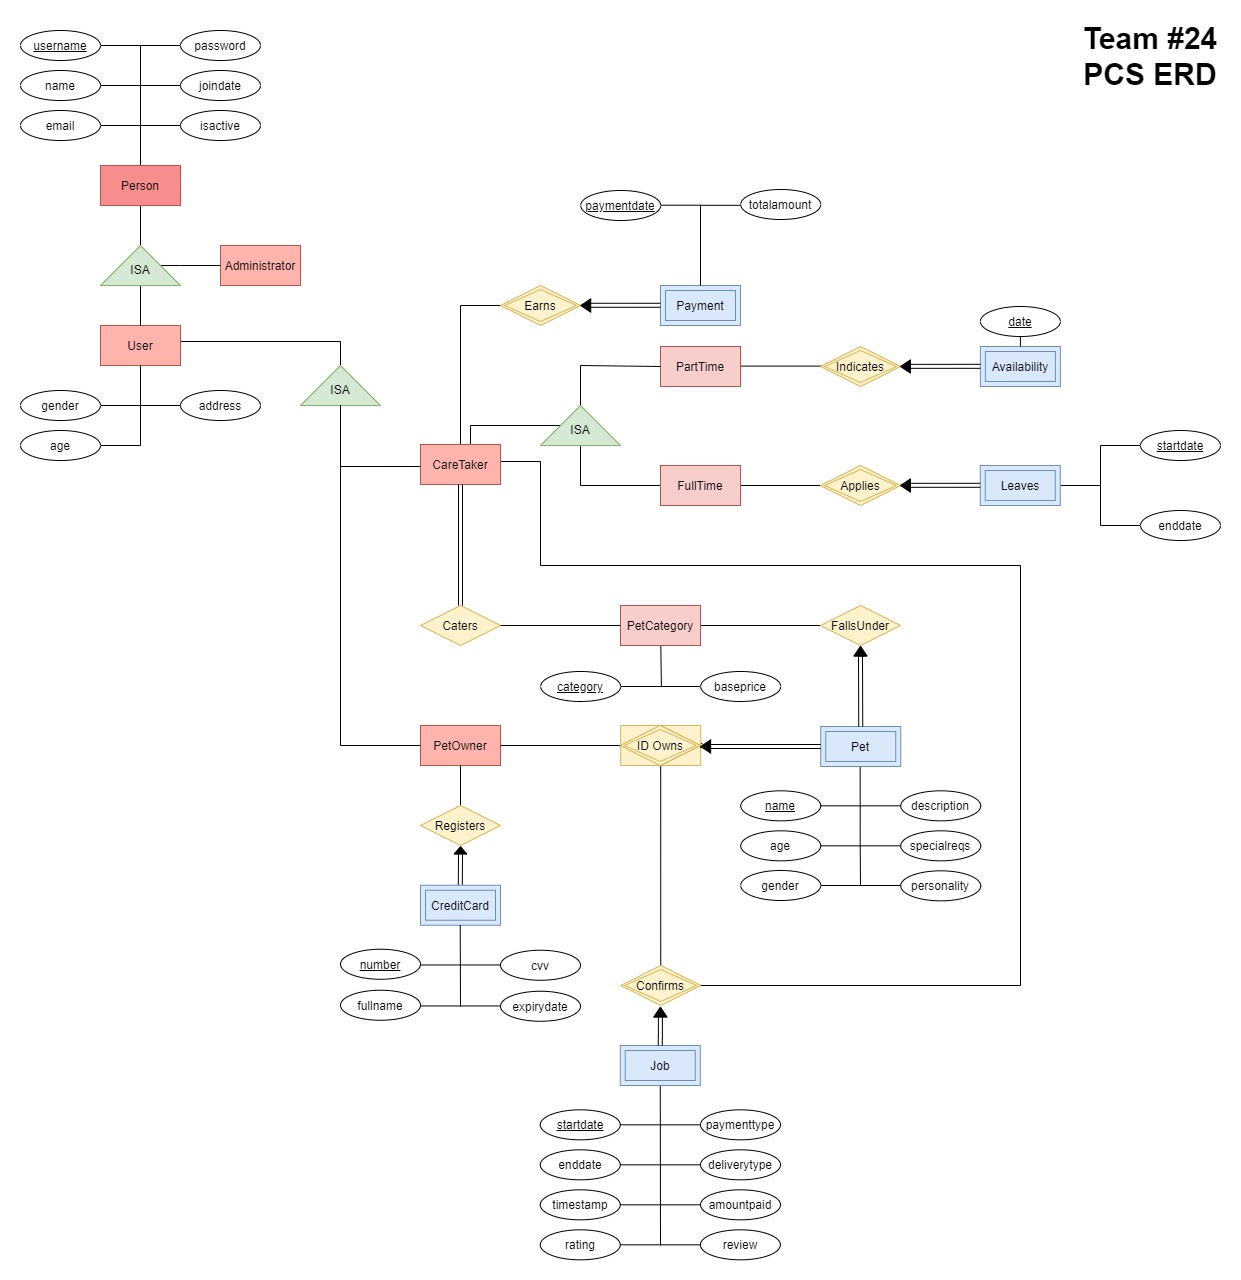 Team #24
PCS ERD
username
password
name
joindate
email
isactive
Person
ISA
Administrator
User
gender
address
age
ISA
paymentdate
totalamount
Earns
Payment
date
PartTime
Indicates
Availability
ISA
CareTaker
startdate
FullTime
Applies
Leaves
enddate
Caters
PetCategory
FallsUnder
category
baseprice
PetOwner
ID Owns
Pet
name
description
Registers
age
specialreqs
gender
personality
CreditCard
number
cvv
fullname
expirydate
Confirms
Job
startdate
paymenttype
enddate
deliverytype
timestamp
amountpaid
rating
review